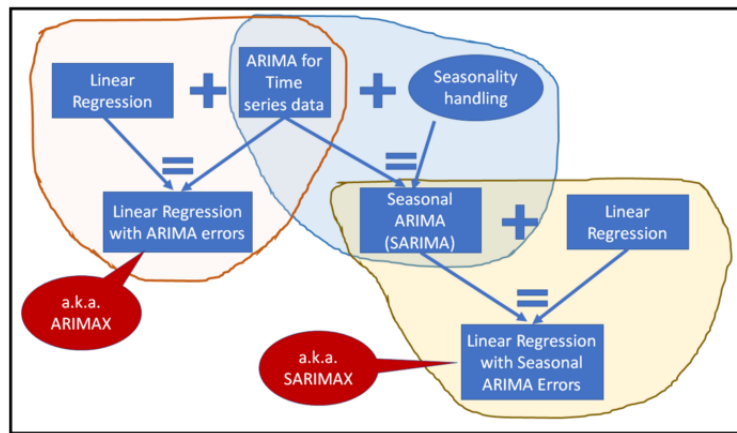 Linear
Regression
+
ARIMA for
Time
series data
+
Seasonality
handling
=
=
Linear Regression
with ARIMA errors
Seasonal
ARIMA
(SARIMA)
+
Linear
Regression
a.k.a.
ARIMAX
=
a.k.a.
SARIMAX
Linear Regression
with Seasonal
ARIMA Errors